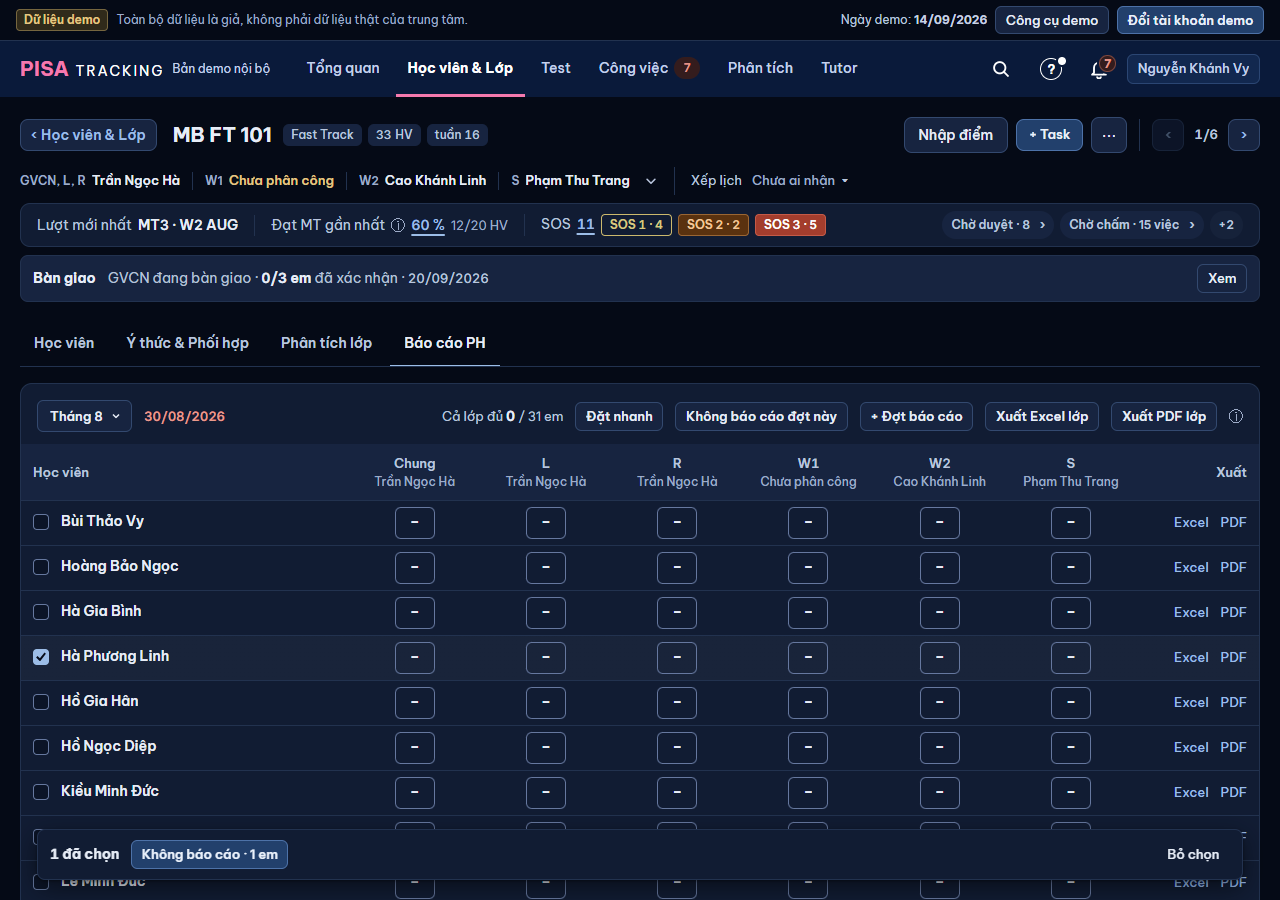 Dữ liệu demo Toàn bộ dữ liệu là giả, không phải dữ liệu thật của trung tâm. Ngày demo: 14/09/2026 Công cụ demo Đổi tài khoản demo
PISA TRACKING Bản demo nội bộ Tổng quan Học viên & Lớp Test Công việc 7 Phân tích Tutor ? 7 Nguyễn Khánh Vy
‹ Học viên & Lớp MB FT 101 Fast Track 33 HV tuần 16 Nhập điểm + Task ... ‹ 1/6 ›
GVCN, L, R Trần Ngọc Hà W1 Chưa phân công W2 Cao Khánh Linh S Phạm Thu Trang Xếp lịch Chưa ai nhận
Lượt mới nhất MT3 · W2 AUG Đạt MT gần nhất ⓘ 60 % 12/20 HV SOS 11 SOS 1 · 4 SOS 2 · 2 SOS 3 · 5 Chờ duyệt · 8 › Chờ chấm · 15 việc › +2
Bàn giao GVCN đang bàn giao · 0/3 em đã xác nhận · 20/09/2026 Xem
Học viên Ý thức & Phối hợp Phân tích lớp Báo cáo PH
Tháng 8 30/08/2026 Cả lớp đủ 0 / 31 em Đặt nhanh Không báo cáo đợt này + Đợt báo cáo Xuất Excel lớp Xuất PDF lớp ⓘ
Học viên Chung L R W1 W2 S Xuất
Trần Ngọc Hà Trần Ngọc Hà Trần Ngọc Hà Chưa phân công Cao Khánh Linh Phạm Thu Trang
Bùi Thảo Vy – – – – – – Excel PDF
Hoàng Bảo Ngọc – – – – – – Excel PDF
Hà Gia Bình – – – – – – Excel PDF
Hà Phương Linh – – – – – – Excel PDF
Hồ Gia Hân – – – – – – Excel PDF
Hồ Ngọc Diệp – – – – – – Excel PDF
Kiều Minh Đức – – – – – – Excel PDF
1 đã chọn Không báo cáo · 1 em Bỏ chọn
Lê Minh Đức – – – – – – Excel PDF